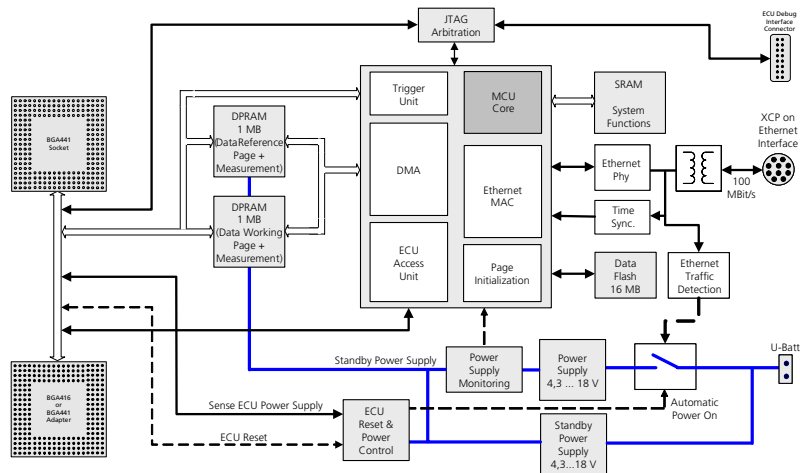 JTAG
Arbitration
ECU Debug
Interface
Connector
BGA441
Socket
DPRAM
1 MB
(DataReference
Page +
Measurement)
DPRAM
1 MB
(Data Working
Page +
Measurement)
Trigger
Unit
DMA
ECU
Access
Unit
MCU
Core
Ethernet
MAC
Page
Initialization
SRAM
System
Functions
Ethernet
Phy
Time
Sync.
Data
Flash
16 MB
100
MBit/s
XCP on
Ethernet
Interface
Ethernet
Traffic
Detection
BGA416
or
BGA441
Adapter
Standby Power Supply
Power
Supply
Monitoring
Power
Supply
4,3 ... 18 V
U-Batt
Automatic
Power On
Sense ECU Power Supply
ECU Reset
ECU
Reset &
Power
Control
Standby
Power
Supply
4,3...18 V